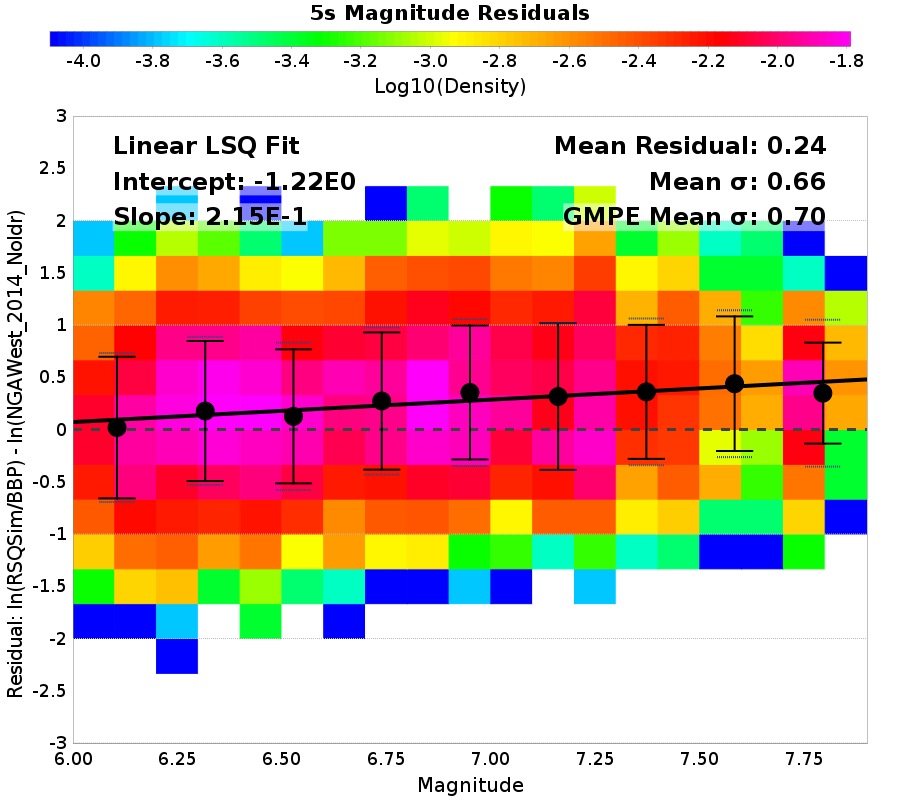 5s Magnitude Residuals
-4.0 -3.8 -3.6 -3.4 -3.2 -3.0 -2.8 -2.6 -2.4 -2.2 -2.0 -1.8
Log10(Density)
Linear LSQ Fit
Intercept: -1.22E0
Slope: 2.15E-1
Mean Residual: 0.24
Mean σ: 0.66
GMPE Mean σ: 0.70
Residual: ln(RSQSim/BBP) - ln(NGAWest_2014_NoIdr)
3
2.5
2
1.5
1
0.5
0
-0.5
-1
-1.5
-2
-2.5
-3
6.00 6.25 6.50 6.75 7.00 7.25 7.50 7.75
Magnitude